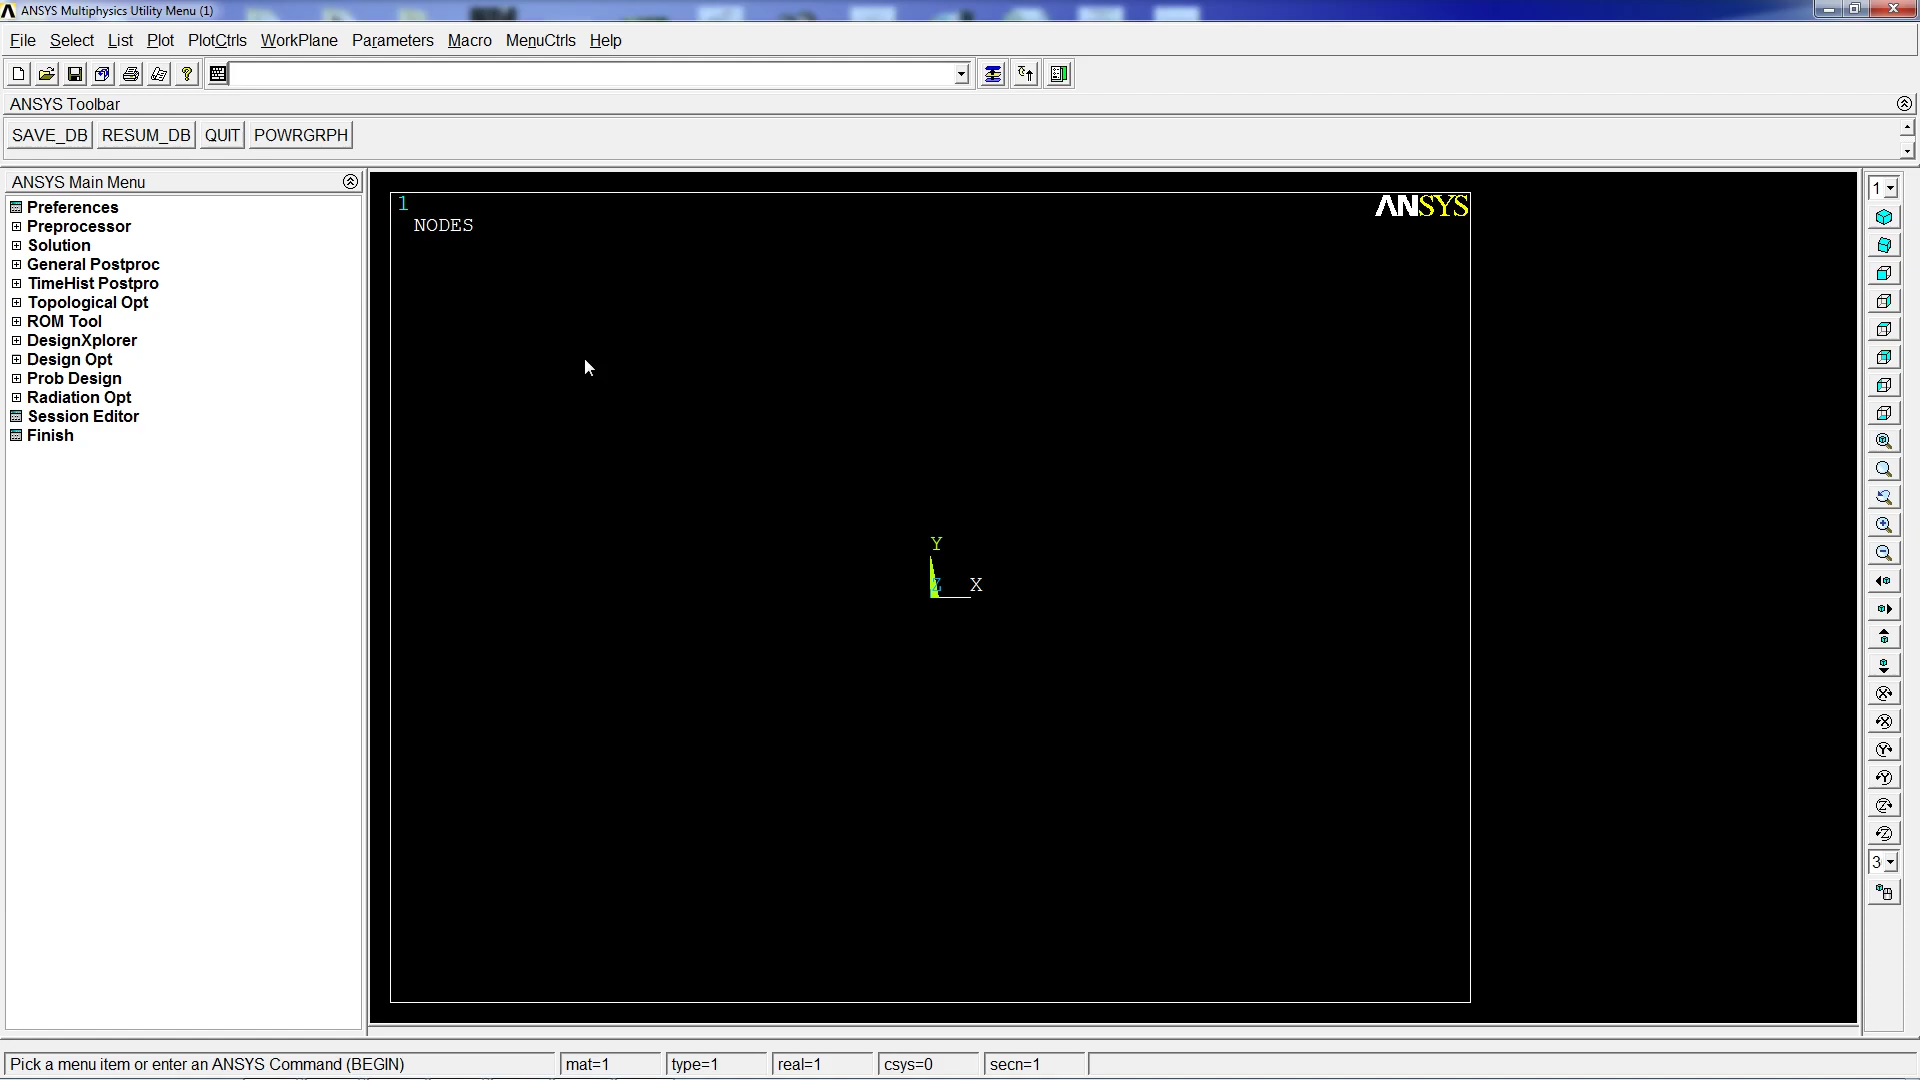 ANSYS Multiphysics Utility Menu (1)
File Select List Plot PlotCtrls WorkPlane Parameters Macro MenuCtrls Help
?
ANSYS Toolbar
SAVE_DB RESUM_DB QUIT POWRGRPH
ANSYS Main Menu
Preferences
Preprocessor
Solution
General Postproc
TimeHist Postpro
Topological Opt
ROM Tool
DesignXplorer
Design Opt
Prob Design
Radiation Opt
Session Editor
Finish
1
NODES
ANSYS
Y
Z X
1
X
X
Y
Y
Z
Z
3
Pick a menu item or enter an ANSYS Command (BEGIN) mat=1 type=1 real=1 csys=0 secn=1